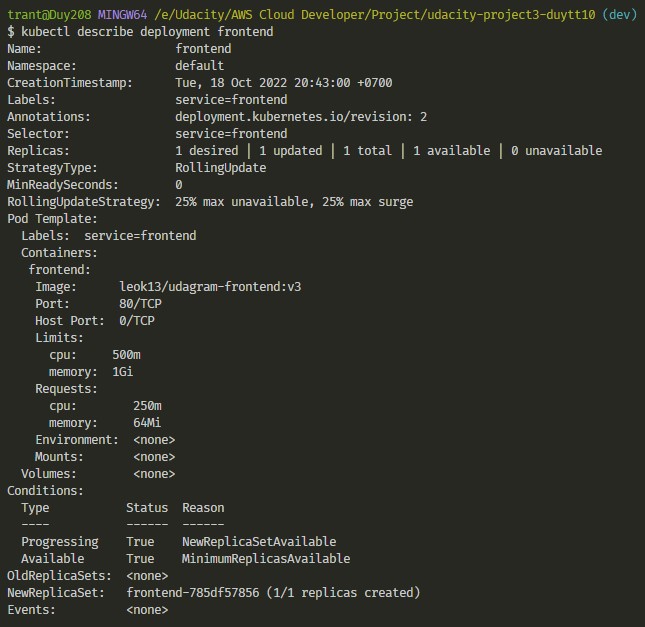 trant@Duy208 MINGW64 /e/Udacity/AWS Cloud Developer/Project/udacity-project3-duytt10 (dev)
$ kubectl describe deployment frontend
Name:                   frontend
Namespace:              default
CreationTimestamp:      Tue, 18 Oct 2022 20:43:00 +0700
Labels:                 service=frontend
Annotations:            deployment.kubernetes.io/revision: 2
Selector:               service=frontend
Replicas:               1 desired | 1 updated | 1 total | 1 available | 0 unavailable
StrategyType:           RollingUpdate
MinReadySeconds:        0
RollingUpdateStrategy:  25% max unavailable, 25% max surge
Pod Template:
  Labels:  service=frontend
  Containers:
   frontend:
    Image:      leok13/udagram-frontend:v3
    Port:       80/TCP
    Host Port:  0/TCP
    Limits:
      cpu:     500m
      memory:  1Gi
    Requests:
      cpu:        250m
      memory:     64Mi
    Environment:  <none>
    Mounts:       <none>
  Volumes:        <none>
Conditions:
  Type           Status  Reason
  ----           ------  ------
  Progressing    True    NewReplicaSetAvailable
  Available      True    MinimumReplicasAvailable
OldReplicaSets:  <none>
NewReplicaSet:   frontend-785df57856 (1/1 replicas created)
Events:          <none>